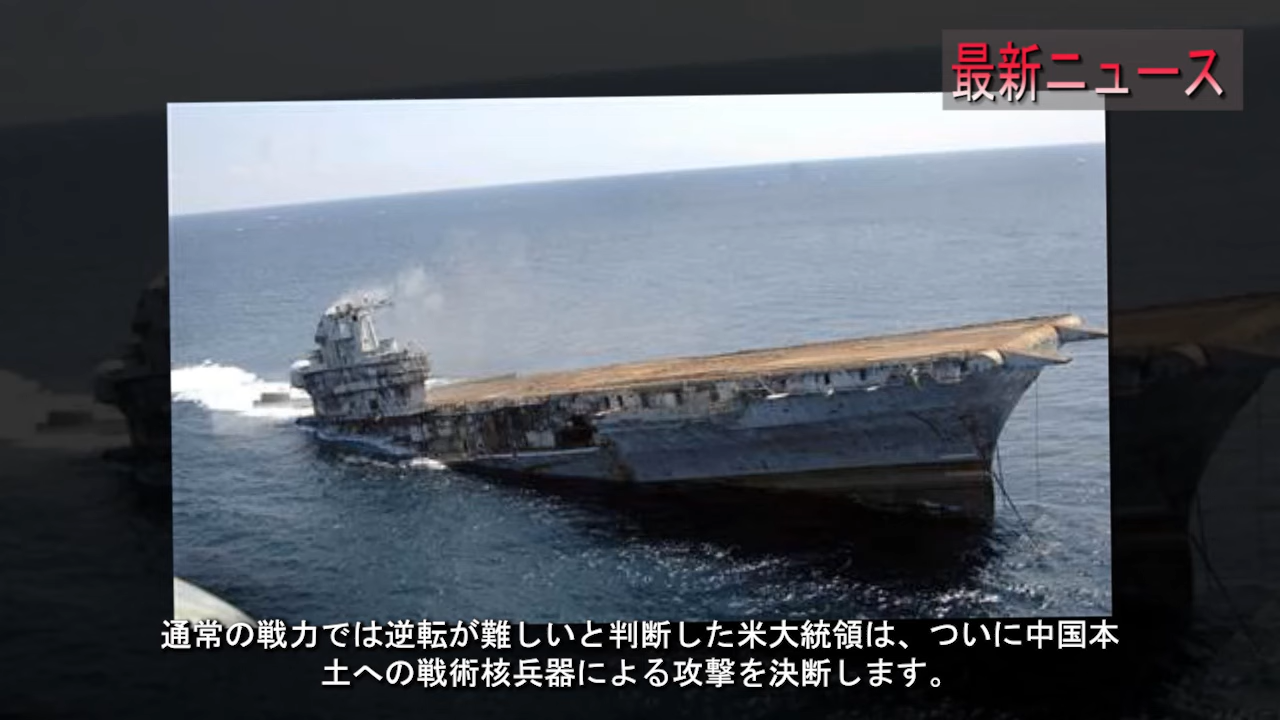 最新ニュース
通常の戦力では逆転が難しいと判断した米大統領は、ついに中国本
土への戦術核兵器による攻撃を決断します。